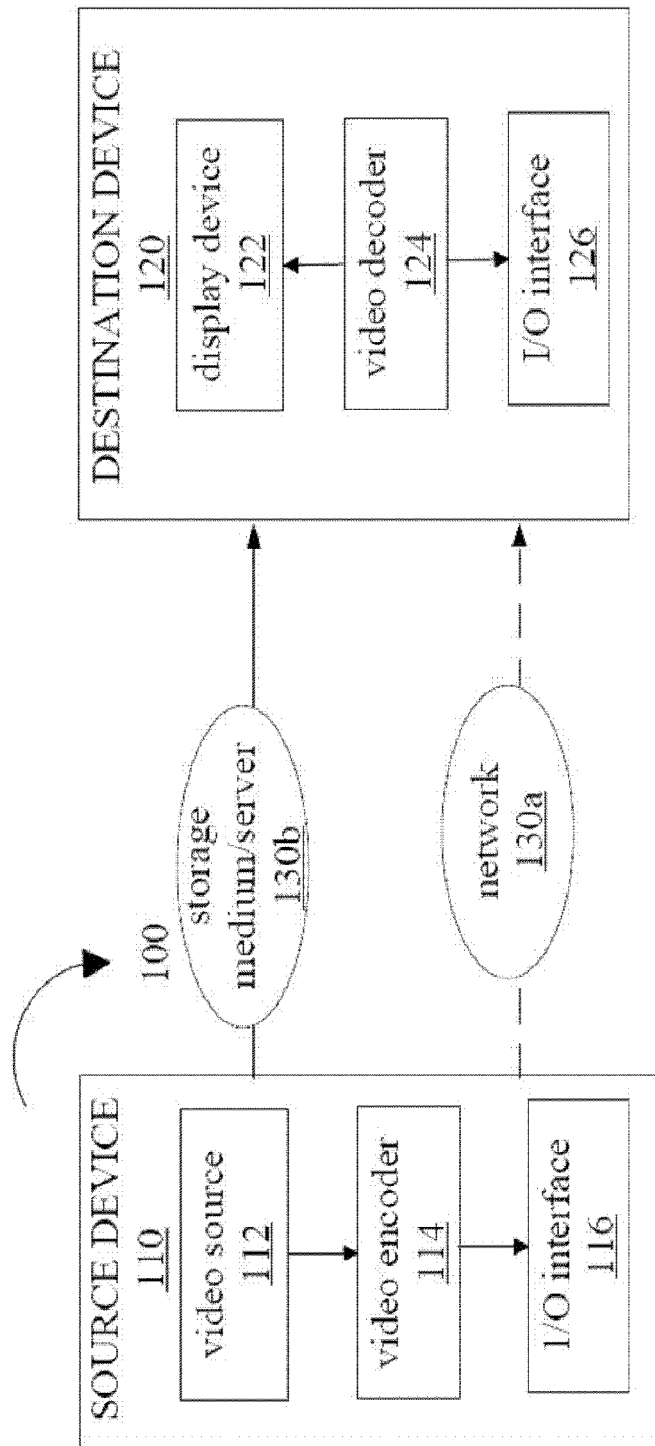 SOURCE DEVICE
110
video source
112
video encoder
114
I/O interface
116
100
storage
medium/server
130b
network
130a
DESTINATION DEVICE
120
display device
122
video decoder
124
I/O interface
126